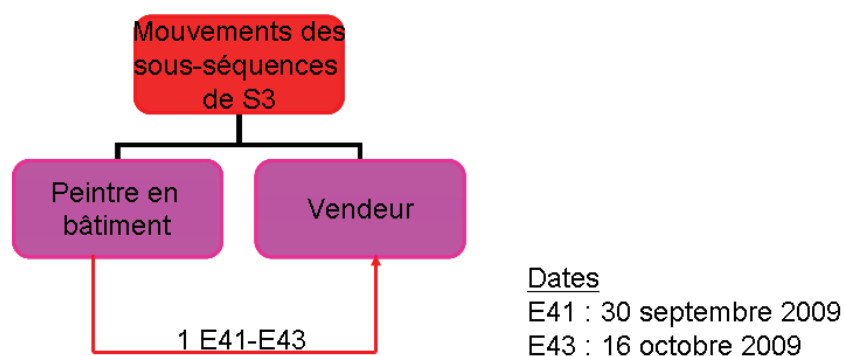 Mouvements des
sous-séquences
de S3
Peintre en
bâtiment
Vendeur
1 E41-E43
Dates
E41 : 30 septembre 2009
E43 : 16 octobre 2009